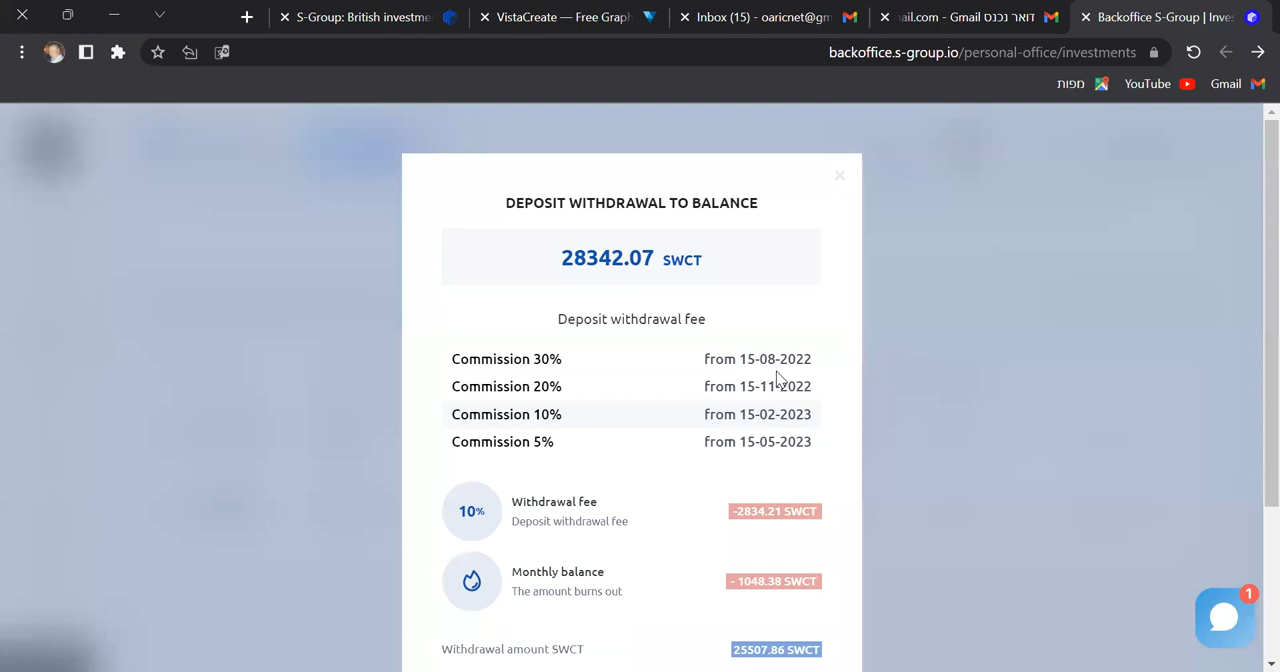 S-Group: British investme
VistaCreate — Free Graph
Inbox (15) - oaricnet@gm
ail.com - Gmail דואר נכנס
Backoffice S-Group | Inves
backoffice.s-group.io/personal-office/investments
מפות YouTube Gmail
DEPOSIT WITHDRAWAL TO BALANCE
28342.07 SWCT
Deposit withdrawal fee
Commission 30% from 15-08-2022
Commission 20% from 15-11-2022
Commission 10% from 15-02-2023
Commission 5% from 15-05-2023
10% Withdrawal fee -2834.21 SWCT
Deposit withdrawal fee
Monthly balance - 1048.38 SWCT
The amount burns out
1
Withdrawal amount SWCT 25507.86 SWCT